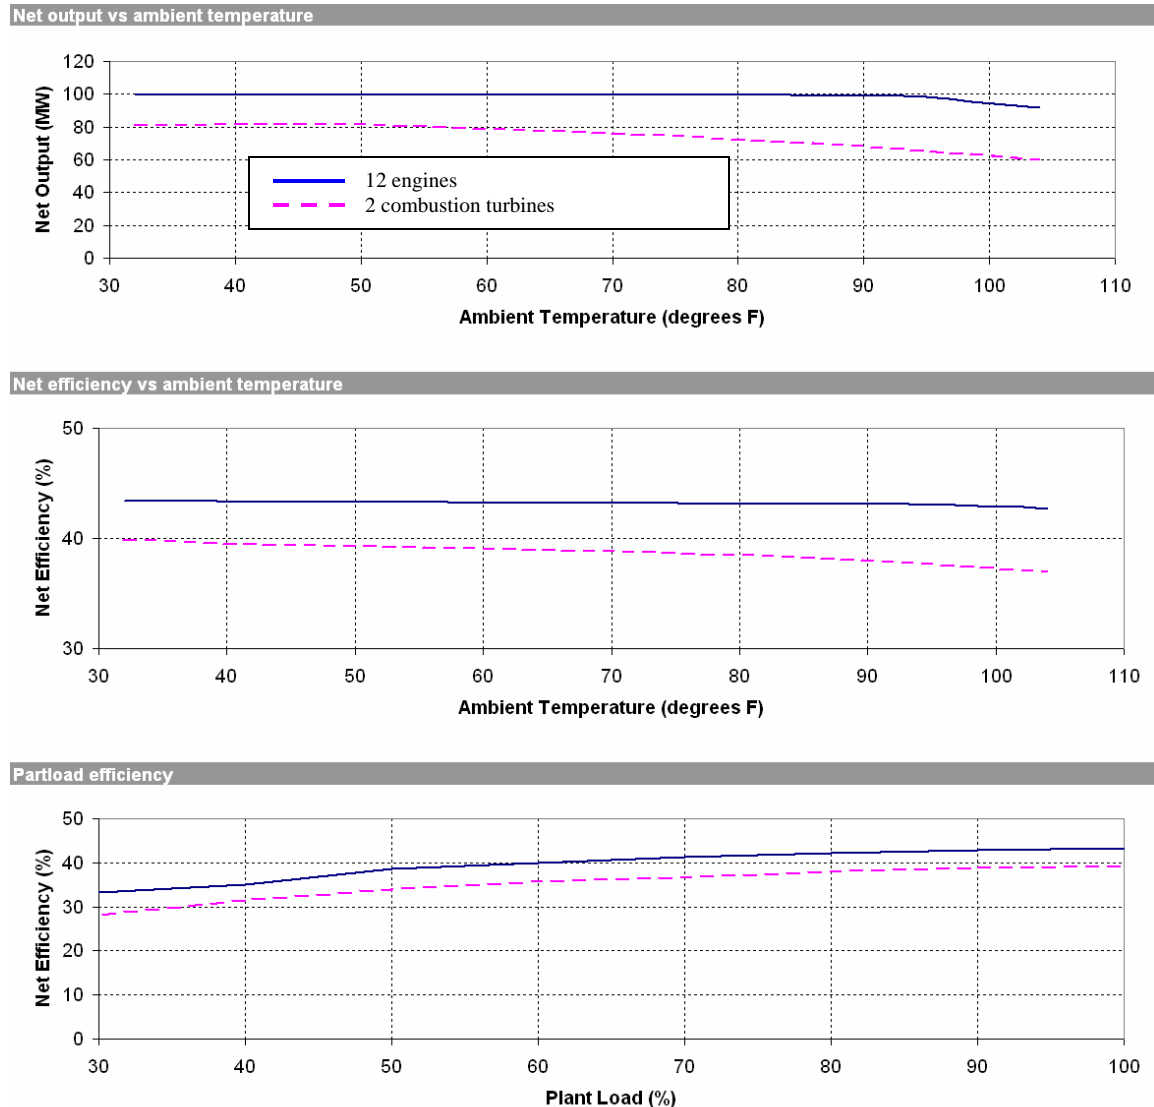 Net output vs ambient temperature
120
100
80
60
40
20
0
Net Output (MW)
12 engines
2 combustion turbines
30 40 50 60 70 80 90 100 110
Ambient Temperature (degrees F)
Net efficiency vs ambient temperature
50
40
30
Net Efficiency (%)
30 40 50 60 70 80 90 100 110
Ambient Temperature (degrees F)
Partload efficiency
50
40
30
20
10
0
Net Efficiency (%)
30 40 50 60 70 80 90 100
Plant Load (%)